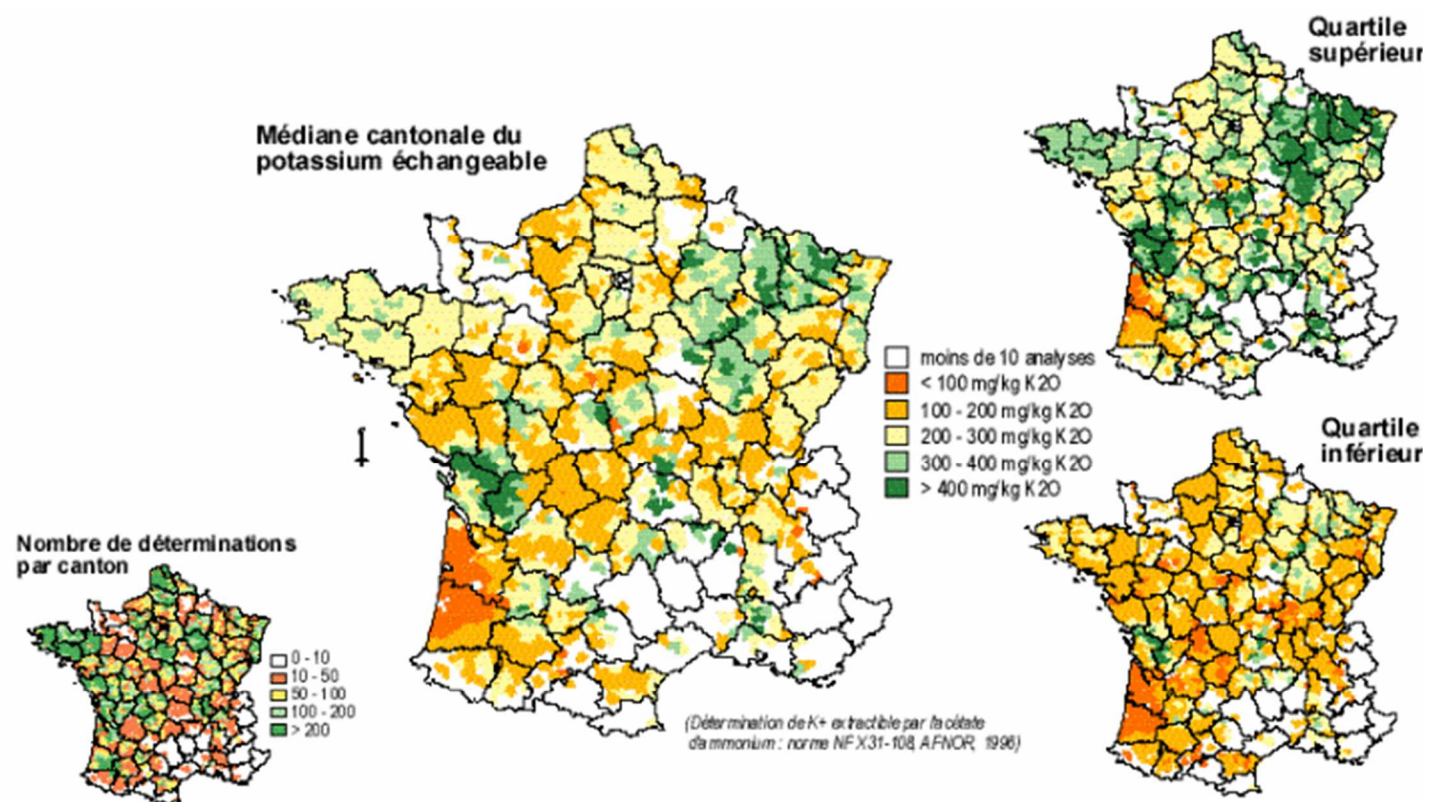 Quartile
supérieur
Médiane cantonale du
potassium échangeable
moins de 10 analyses
< 100 mg/kg K2O
100 - 200 mg/kg K2O
200 - 300 mg/kg K2O
300 - 400 mg/kg K2O
> 400 mg/kg K2O
Quartile
inférieur
Nombre de déterminations
par canton
0 - 10
10 - 50
50 - 100
100 - 200
> 200
(Détermination de K+ extractible par l'acétate
d'ammonium : norme NF X31-108, AFNOR, 1996)